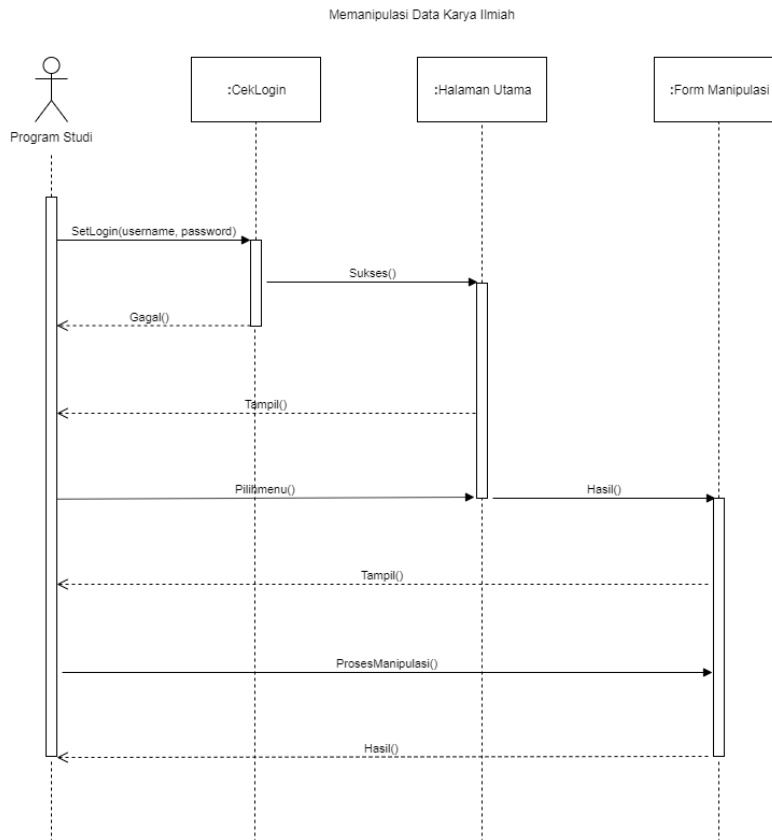 Memanipulasi Data Karya Ilmiah
:CekLogin
:Halaman Utama
:Form Manipulasi
Program Studi
SetLogin(username, password)
Sukses()
Gagal()
Tampil()
Pilihmenu()
Hasil()
Tampil()
ProsesManipulasi()
Hasil()